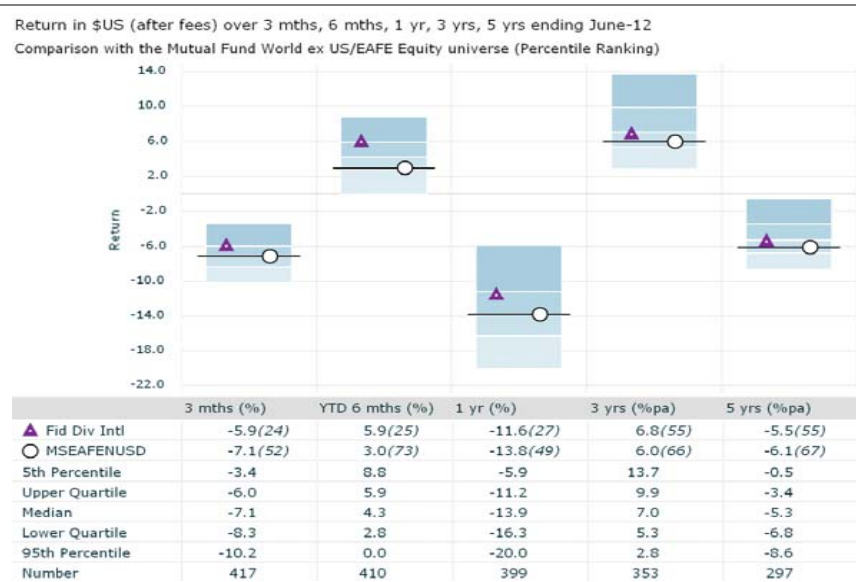 Return in $US (after fees) over 3 mths, 6 mths, 1 yr, 3 yrs, 5 yrs ending June-12
Comparison with the Mutual Fund World ex US/EAFE Equity universe (Percentile Ranking)
14.0
10.0
6.0
2.0
-2.0
-6.0
-10.0
-14.0
-18.0
-22.0
Return
3 mths (%) YTD 6 mths (%) 1 yr (%) 3 yrs (%pa) 5 yrs (%pa)
Fid Div Intl -5.9(24) 5.9(25) -11.6(27) 6.8(55) -5.5(55)
MSEAFENUSD -7.1(52) 3.0(73) -13.8(49) 6.0(66) -6.1(67)
5th Percentile -3.4 8.8 -5.9 13.7 -0.5
Upper Quartile -6.0 5.9 -11.2 9.9 -3.4
Median -7.1 4.3 -13.9 7.0 -5.3
Lower Quartile -8.3 2.8 -16.3 5.3 -6.8
95th Percentile -10.2 0.0 -20.0 2.8 -8.6
Number 417 410 399 353 297